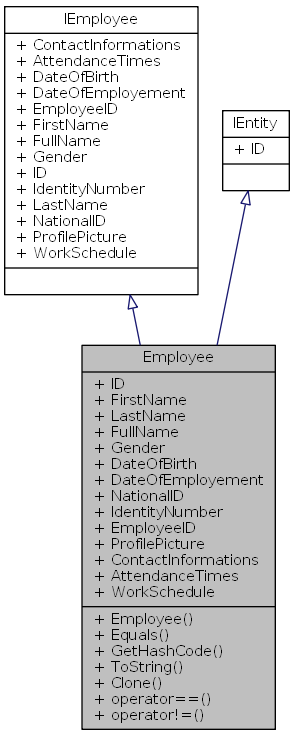 IEmployee
+ ContactInformations
+ AttendanceTimes
+ DateOfBirth
+ DateOfEmployement
+ EmployeeID
+ FirstName
+ FullName
+ Gender
+ ID
+ IdentityNumber
+ LastName
+ NationalID
+ ProfilePicture
+ WorkSchedule
IEntity
+ ID
Employee
+ ID
+ FirstName
+ LastName
+ FullName
+ Gender
+ DateOfBirth
+ DateOfEmployement
+ NationalID
+ IdentityNumber
+ EmployeeID
+ ProfilePicture
+ ContactInformations
+ AttendanceTimes
+ WorkSchedule
+ Employee()
+ Equals()
+ GetHashCode()
+ ToString()
+ Clone()
+ operator==()
+ operator!=()